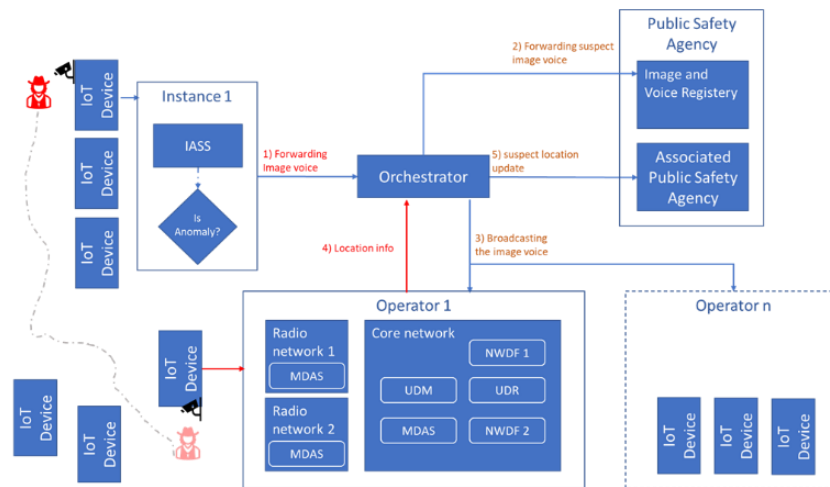 Public Safety
Agency
Image and
Voice Registery
Associated
Public Safety
Agency
2) Forwarding suspect
image voice
IoT
Device
IoT
Device
IoT
Device
Instance 1
IASS
Is
Anomaly?
1) Forwarding
Image voice
Orchestrator
5) suspect location
update
4) Location info
3) Broadcasting
the image voice
Operator 1
Radio
network 1
MDAS
Radio
network 2
MDAS
Core network
NWDF 1
UDM
UDR
MDAS
NWDF 2
Operator n
IoT
Device
IoT
Device
IoT
Device
IoT
Device
IoT
Device
IoT
Device